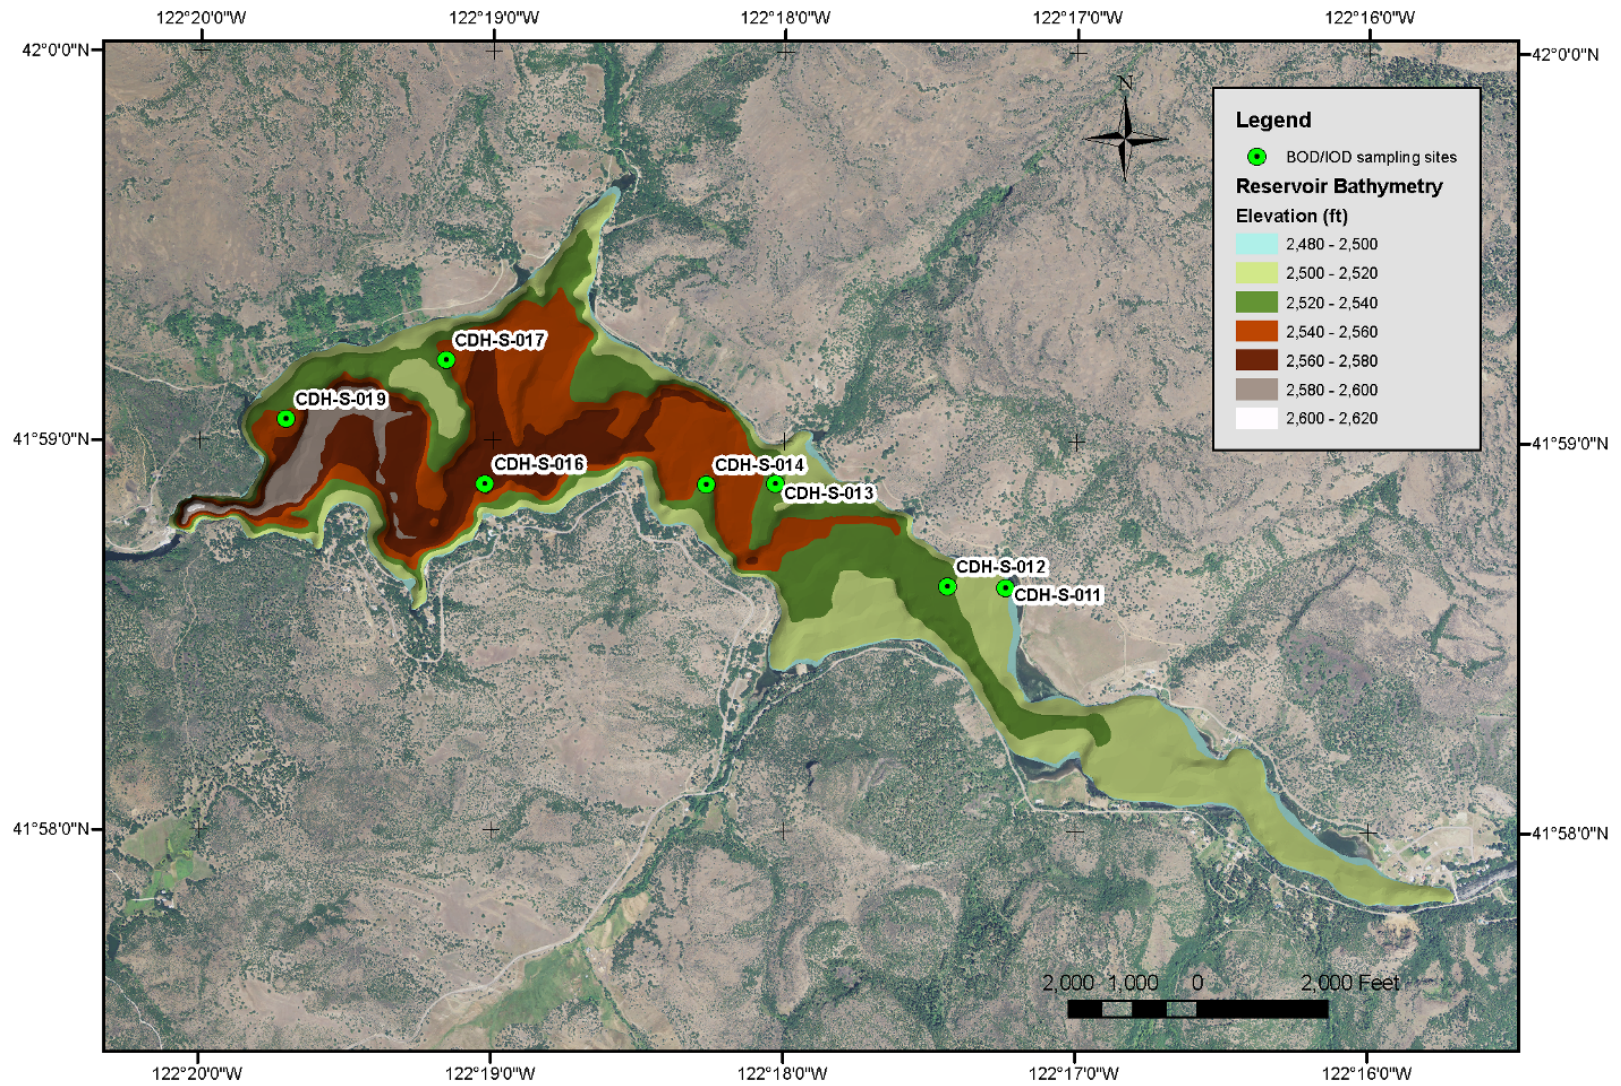 122°20'0"W 122°19'0"W 122°18'0"W 122°17'0"W 122°16'0"W
42°0'0"N 42°0'0"N
N
Legend
BOD/IOD sampling sites
Reservoir Bathymetry
Elevation (ft)
2,480 - 2,500
2,500 - 2,520
2,520 - 2,540
2,540 - 2,560
2,560 - 2,580
2,580 - 2,600
2,600 - 2,620
CDH-S-017
CDH-S-019
41°59'0"N 41°59'0"N
CDH-S-016 CDH-S-014
CDH-S-013
CDH-S-012
CDH-S-011
41°58'0"N 41°58'0"N
2,000 1,000 0 2,000 Feet
122°20'0"W 122°19'0"W 122°18'0"W 122°17'0"W 122°16'0"W